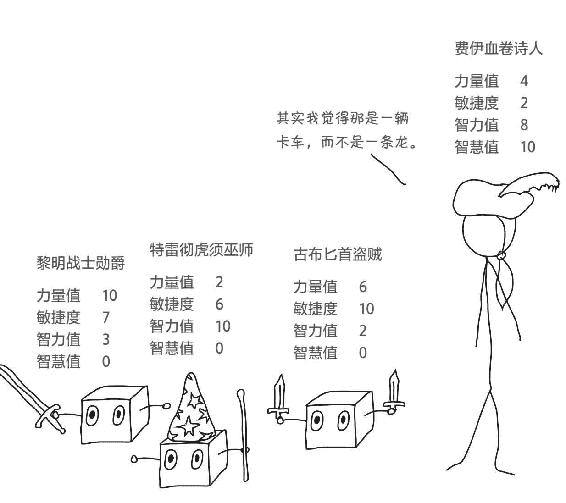 费伊血卷诗人
力量值 4
敏捷度 2
智力值 8
智慧值 10
其实我觉得那是一辆
卡车，而不是一条龙。
黎明战士勋爵
力量值 10
敏捷度 7
智力值 3
智慧值 0
特雷彻虎须巫师
力量值 2
敏捷度 6
智力值 10
智慧值 0
古布匕首盗贼
力量值 6
敏捷度 10
智力值 2
智慧值 0